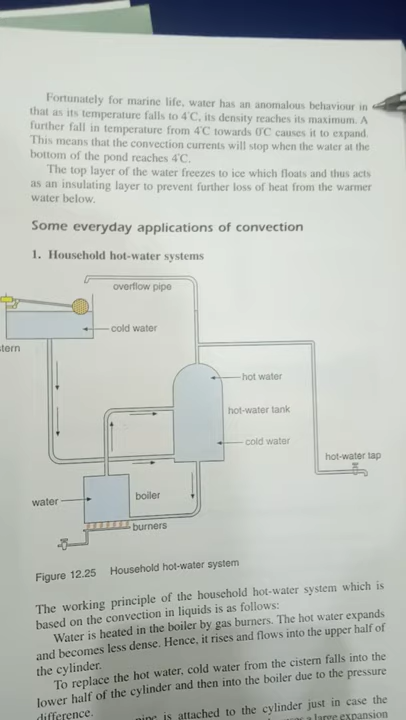 Fortunately for marine life, water has an anomalous behaviour in
that as its temperature falls to 4°C, its density reaches its maximum. A
further fall in temperature from 4°C towards 0°C causes it to expand.
This means that the convection currents will stop when the water at the
bottom of the pond reaches 4°C.
The top layer of the water freezes to ice which floats and thus acts
as an insulating layer to prevent further loss of heat from the warmer
water below.
Some everyday applications of convection
1. Household hot-water systems
overflow pipe
cold water
tern
hot water
hot-water tank
cold water
hot-water tap
water
boiler
burners
Figure 12.25 Household hot-water system
The working principle of the household hot-water system which is
based on the convection in liquids is as follows:
Water is heated in the boiler by gas burners. The hot water expands
and becomes less dense. Hence, it rises and flows into the upper half of
the cylinder.
To replace the hot water, cold water from the cistern falls into the
lower half of the cylinder and then into the boiler due to the pressure
difference.
pipe is attached to the cylinder just in case the
large expansion